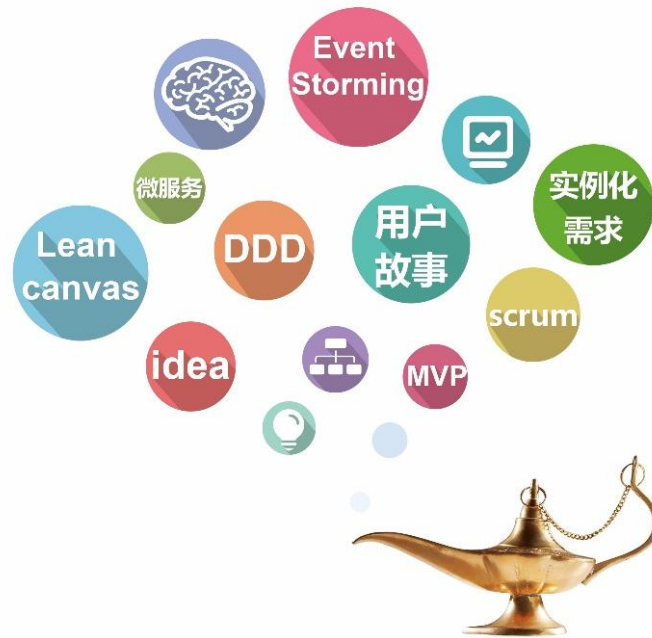 Event
Storming
微服务
实例化
需求
Lean
canvas
DDD
用户
故事
scrum
idea
MVP